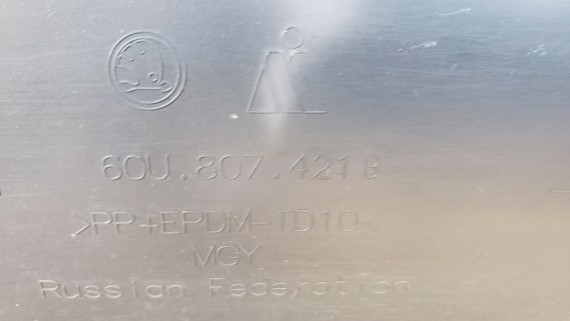 60U.807.421B
>PP+EPDM-TD10<
MGY
Russian Federation